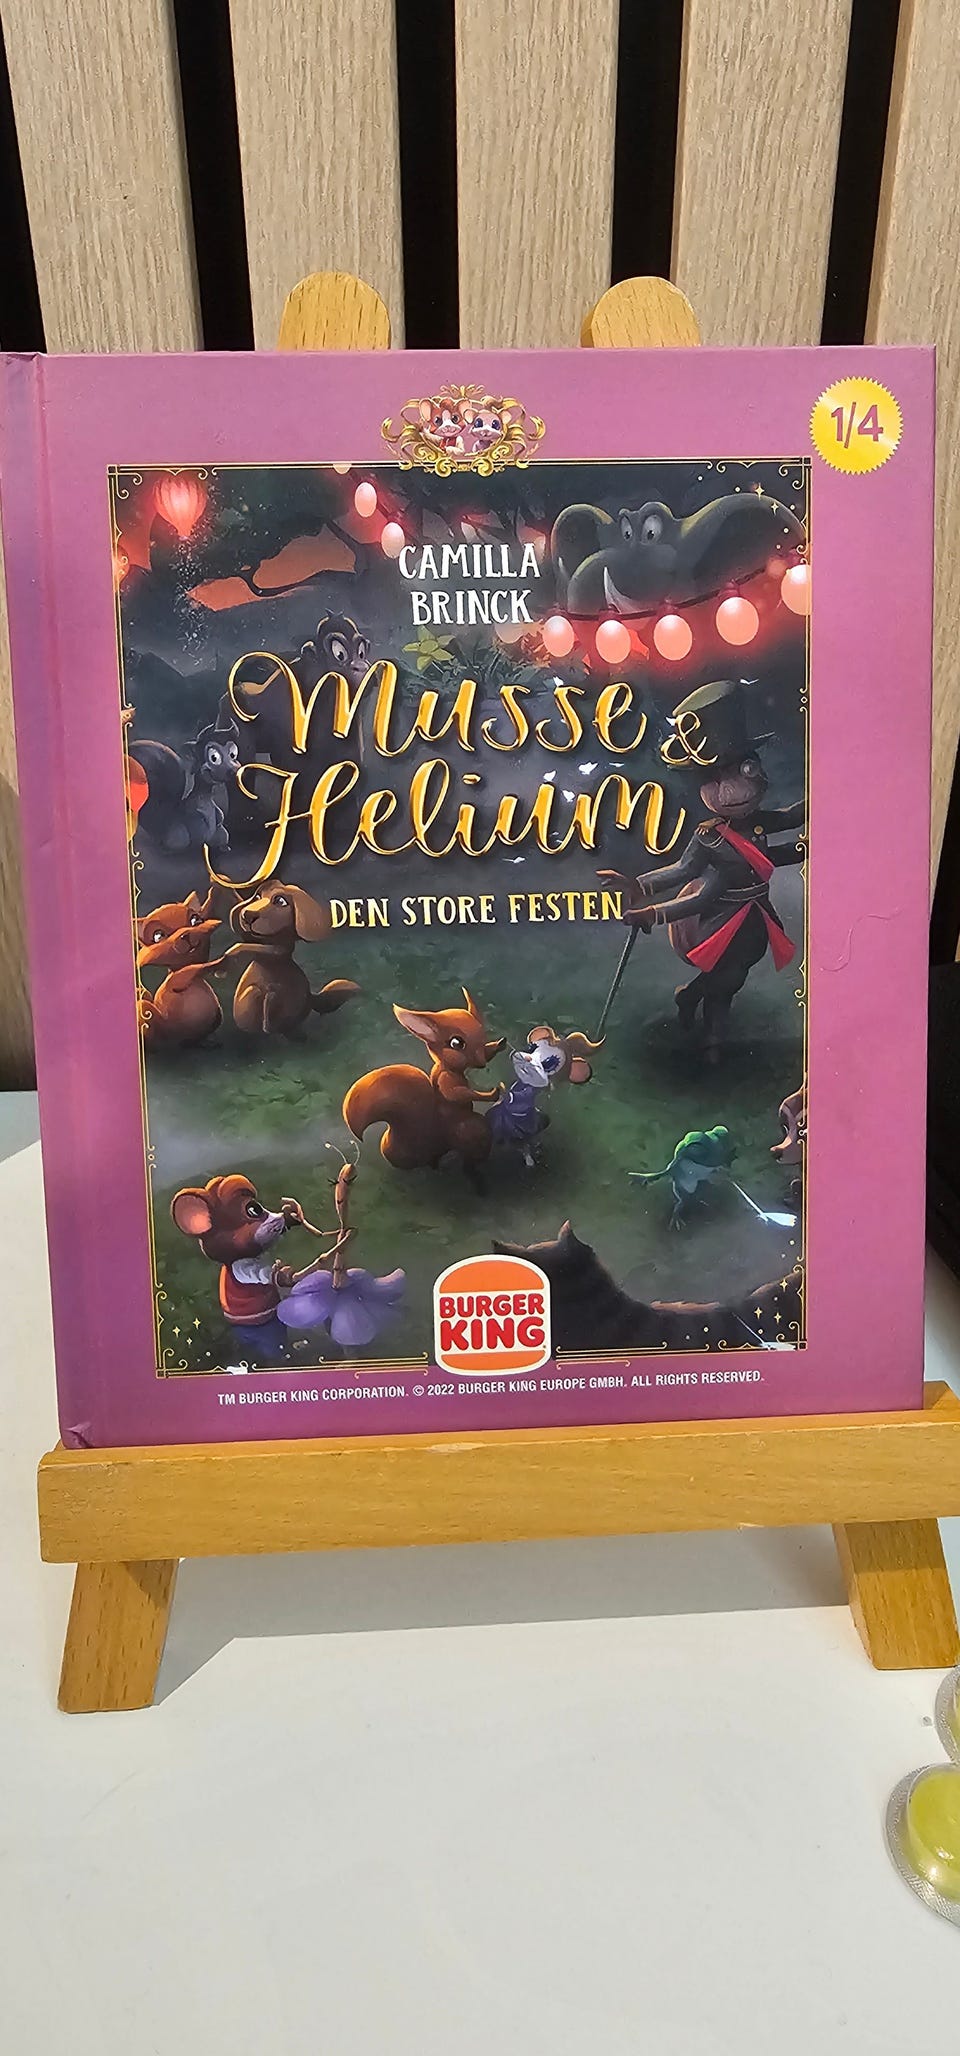 1/4
CAMILLA
BRINCK
Musse &
Helium
DEN STORE FESTEN
BURGER
KING
TM BURGER KING CORPORATION. © 2022 BURGER KING EUROPE GMBH. ALL RIGHTS RESERVED.